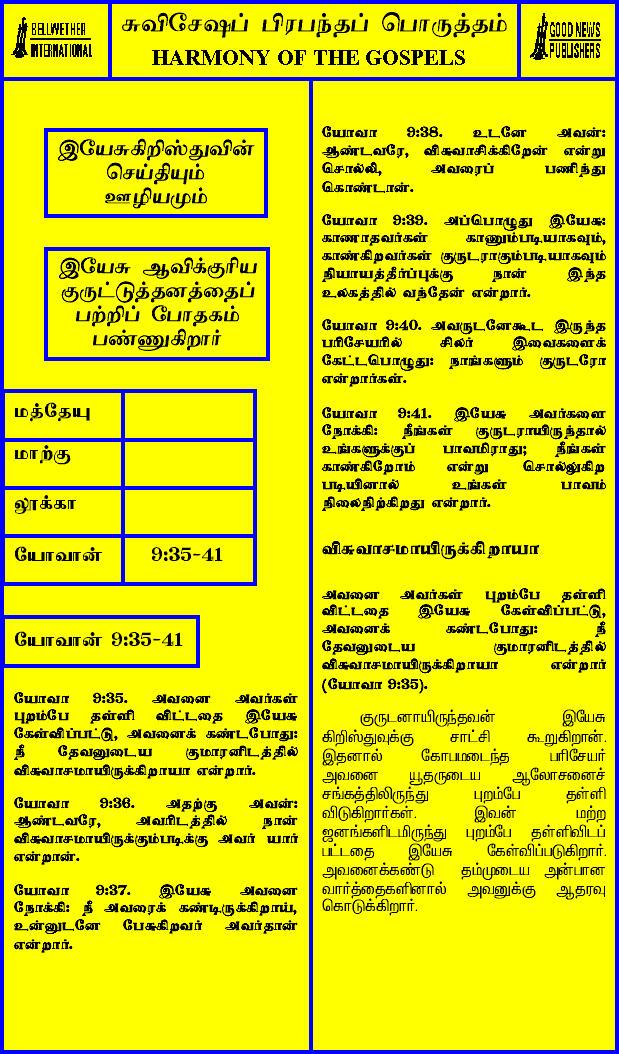 BELLWETHER
INTERNATIONAL
சுவிசேஷப் பிரபந்தப் பொருத்தம்
HARMONY OF THE GOSPELS
GOOD NEWS
PUBLISHERS
இயேசுகிறிஸ்துவின்
செய்தியும்
ஊழியமும்
இயேசு ஆவிக்குரிய
குருட்டுத்தனத்தைப்
பற்றிப் போதகம்
பண்ணுகிறார்
மத்தேயு
மாற்கு
லூக்கா
யோவான் 9:35-41
யோவான் 9:35-41
யோவா 9:35. அவனை அவர்கள்
புறம்பே தள்ளி விட்டதை இயேசு
கேள்விப்பட்டு, அவனைக் கண்டபோது:
நீ தேவனுடைய குமாரனிடத்தில்
விசுவாசமாயிருக்கிறாயா என்றார்.
யோவா 9:36. அதற்கு அவன்:
ஆண்டவரே, அவரிடத்தில் நான்
விசுவாசமாயிருக்கும்படிக்கு அவர் யார்
என்றான்.
யோவா 9:37. இயேசு அவனை
நோக்கி: நீ அவரைக் கண்டிருக்கிறாய்,
உன்னுடனே பேசுகிறவர் அவர்தான்
என்றார்.
யோவா 9:38. உடனே அவன்:
ஆண்டவரே, விசுவாசிக்கிறேன் என்று
சொல்லி, அவரைப் பணிந்து
கொண்டான்.
யோவா 9:39. அப்பொழுது இயேசு:
காணாதவர்கள் காணும்படியாகவும்,
காண்கிறவர்கள் குருடராகும்படியாகவும்
நியாயத்தீர்ப்புக்கு நான் இந்த
உலகத்தில் வந்தேன் என்றார்.
யோவா 9:40. அவருடனேகூட இருந்த
பரிசேயரில் சிலர் இவைகளைக்
கேட்டபொழுது: நாங்களும் குருடரோ
என்றார்கள்.
யோவா 9:41. இயேசு அவர்களை
நோக்கி: நீங்கள் குருடராயிருந்தால்
உங்களுக்குப் பாவமிராது; நீங்கள்
காண்கிறோம் என்று சொல்லுகிற
படியினால் உங்கள் பாவம்
நிலைநிற்கிறது என்றார்.
விசுவாசமாயிருக்கிறாயா
அவனை அவர்கள் புறம்பே தள்ளி
விட்டதை இயேசு கேள்விப்பட்டு,
அவனைக் கண்டபோது: நீ
தேவனுடைய குமாரனிடத்தில்
விசுவாசமாயிருக்கிறாயா என்றார்
(யோவா 9:35).
குருடனாயிருந்தவன் இயேசு
கிறிஸ்துவுக்கு சாட்சி கூறுகிறான்.
இதனால் கோபமடைந்த பரிசேயர்
அவனை யூதருடைய ஆலோசனைச்
சங்கத்திலிருந்து புறம்பே தள்ளி
விடுகிறார்கள். இவன் மற்ற
ஜனங்களிடமிருந்து புறம்பே தள்ளிவிடப்
பட்டதை இயேசு கேள்விப்படுகிறார்.
அவனைக்கண்டு தம்முடைய அன்பான
வார்த்தைகளினால் அவனுக்கு ஆதரவு
கொடுக்கிறார்.